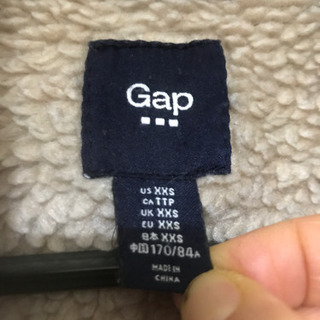 Gap
US XXS
CA TTP
UK XXS
EU XXS
日本 XXS
中国 170/84A
MADE IN
CHINA